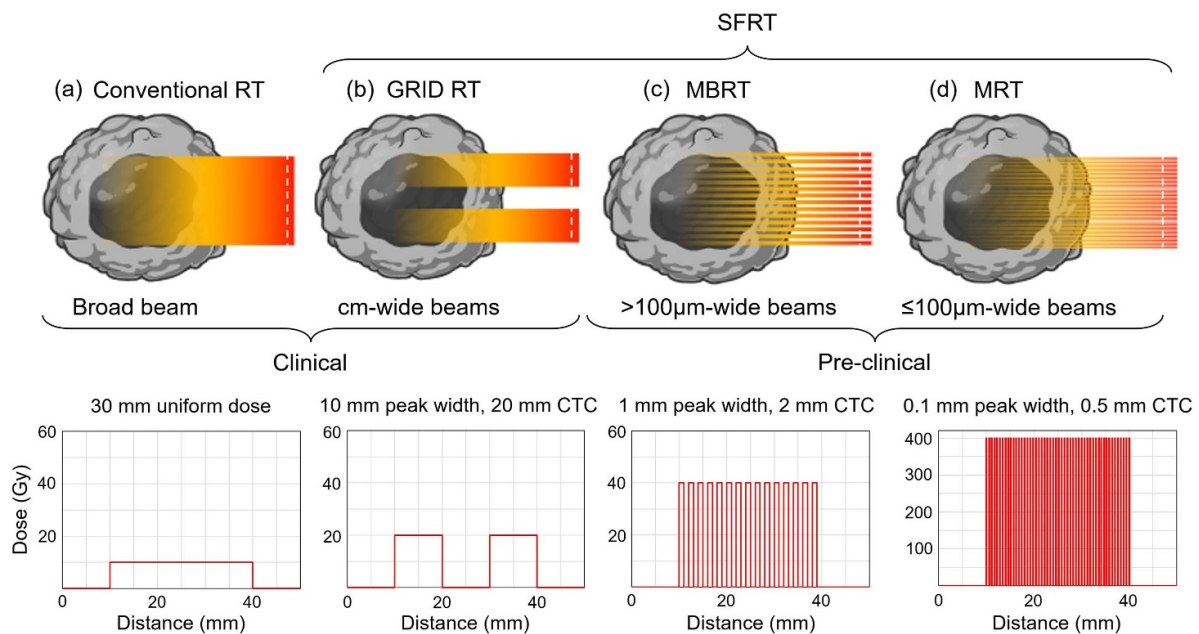 SFRT
(a) Conventional RT
(b) GRID RT
(c) MBRT
(d) MRT
Broad beam
cm-wide beams
>100µm-wide beams
≤100µm-wide beams
Clinical
Pre-clinical
30 mm uniform dose
10 mm peak width, 20 mm CTC
1 mm peak width, 2 mm CTC
0.1 mm peak width, 0.5 mm CTC
Dose (Gy)
60
40
20
0
20
40
Distance (mm)
60
40
20
0
20
40
Distance (mm)
60
40
20
0
20
40
Distance (mm)
400
300
200
100
0
20
40
Distance (mm)